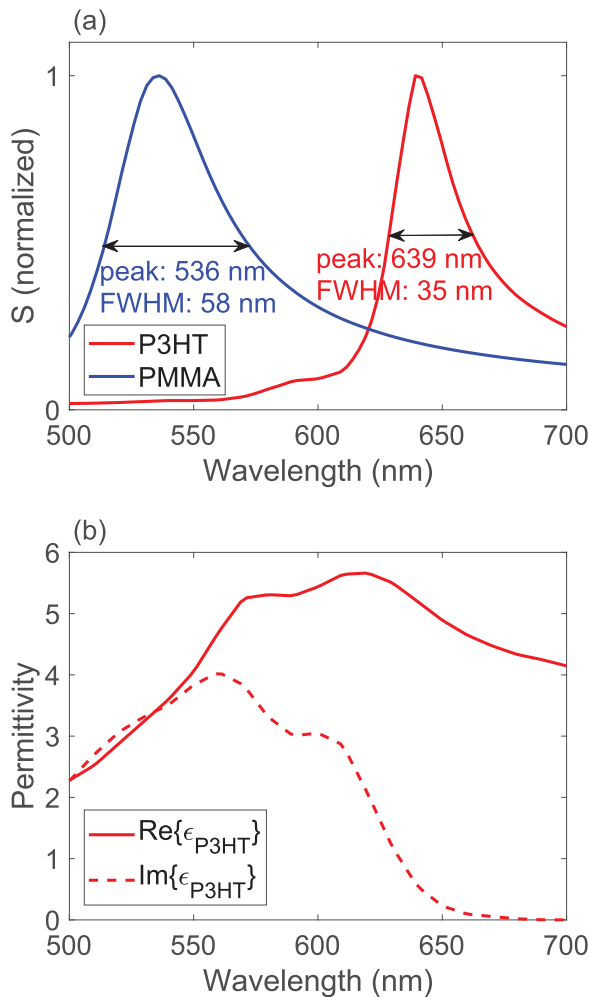 (a)
S (normalized)
1
0
peak: 536 nm
FWHM: 58 nm
peak: 639 nm
FWHM: 35 nm
P3HT
PMMA
500 550 600 650 700
Wavelength (nm)
(b)
Permittivity
6
5
4
3
2
1
0
Re{ϵ_P3HT}
Im{ϵ_P3HT}
500 550 600 650 700
Wavelength (nm)